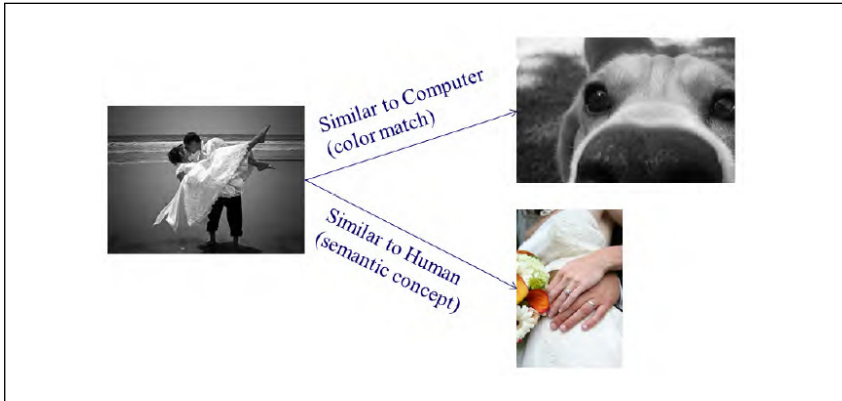 Similar to Computer
(color match)
Similar to Human
(semantic concept)